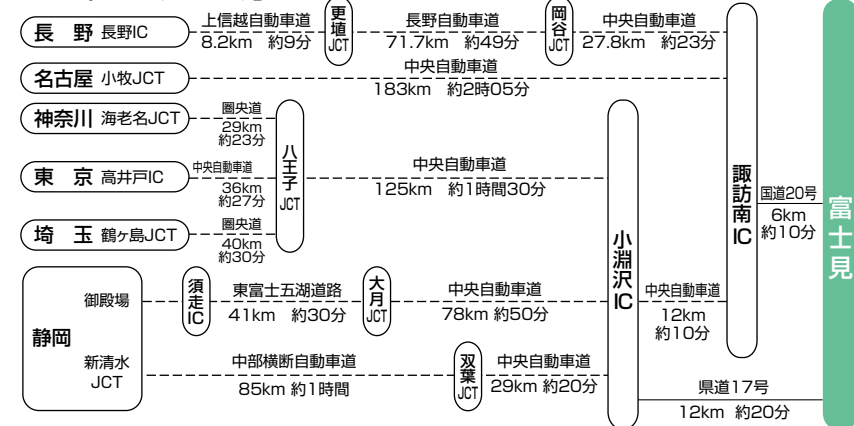 長　野 長野IC
上信越自動車道
8.2km　約9分
更埴JCT
長野自動車道
71.7km　約49分
岡谷JCT
中央自動車道
27.8km　約23分
名古屋 小牧JCT
中央自動車道
183km　約2時05分
神奈川 海老名JCT
圏央道
29km
約23分
東　京 高井戸IC
中央自動車道
36km
約27分
埼　玉 鶴ヶ島JCT
圏央道
40km
約30分
八王子JCT
中央自動車道
125km　約1時間30分
静岡
御殿場
須走IC
東富士五湖道路
41km　約30分
大月JCT
中央自動車道
78km 約50分
新清水
JCT
中部横断自動車道
85km 約1時間
双葉JCT
中央自動車道
29km 約20分
小淵沢IC
中央自動車道
12km
約10分
諏訪南IC
国道20号
6km
約10分
県道17号
12km 約20分
富士見